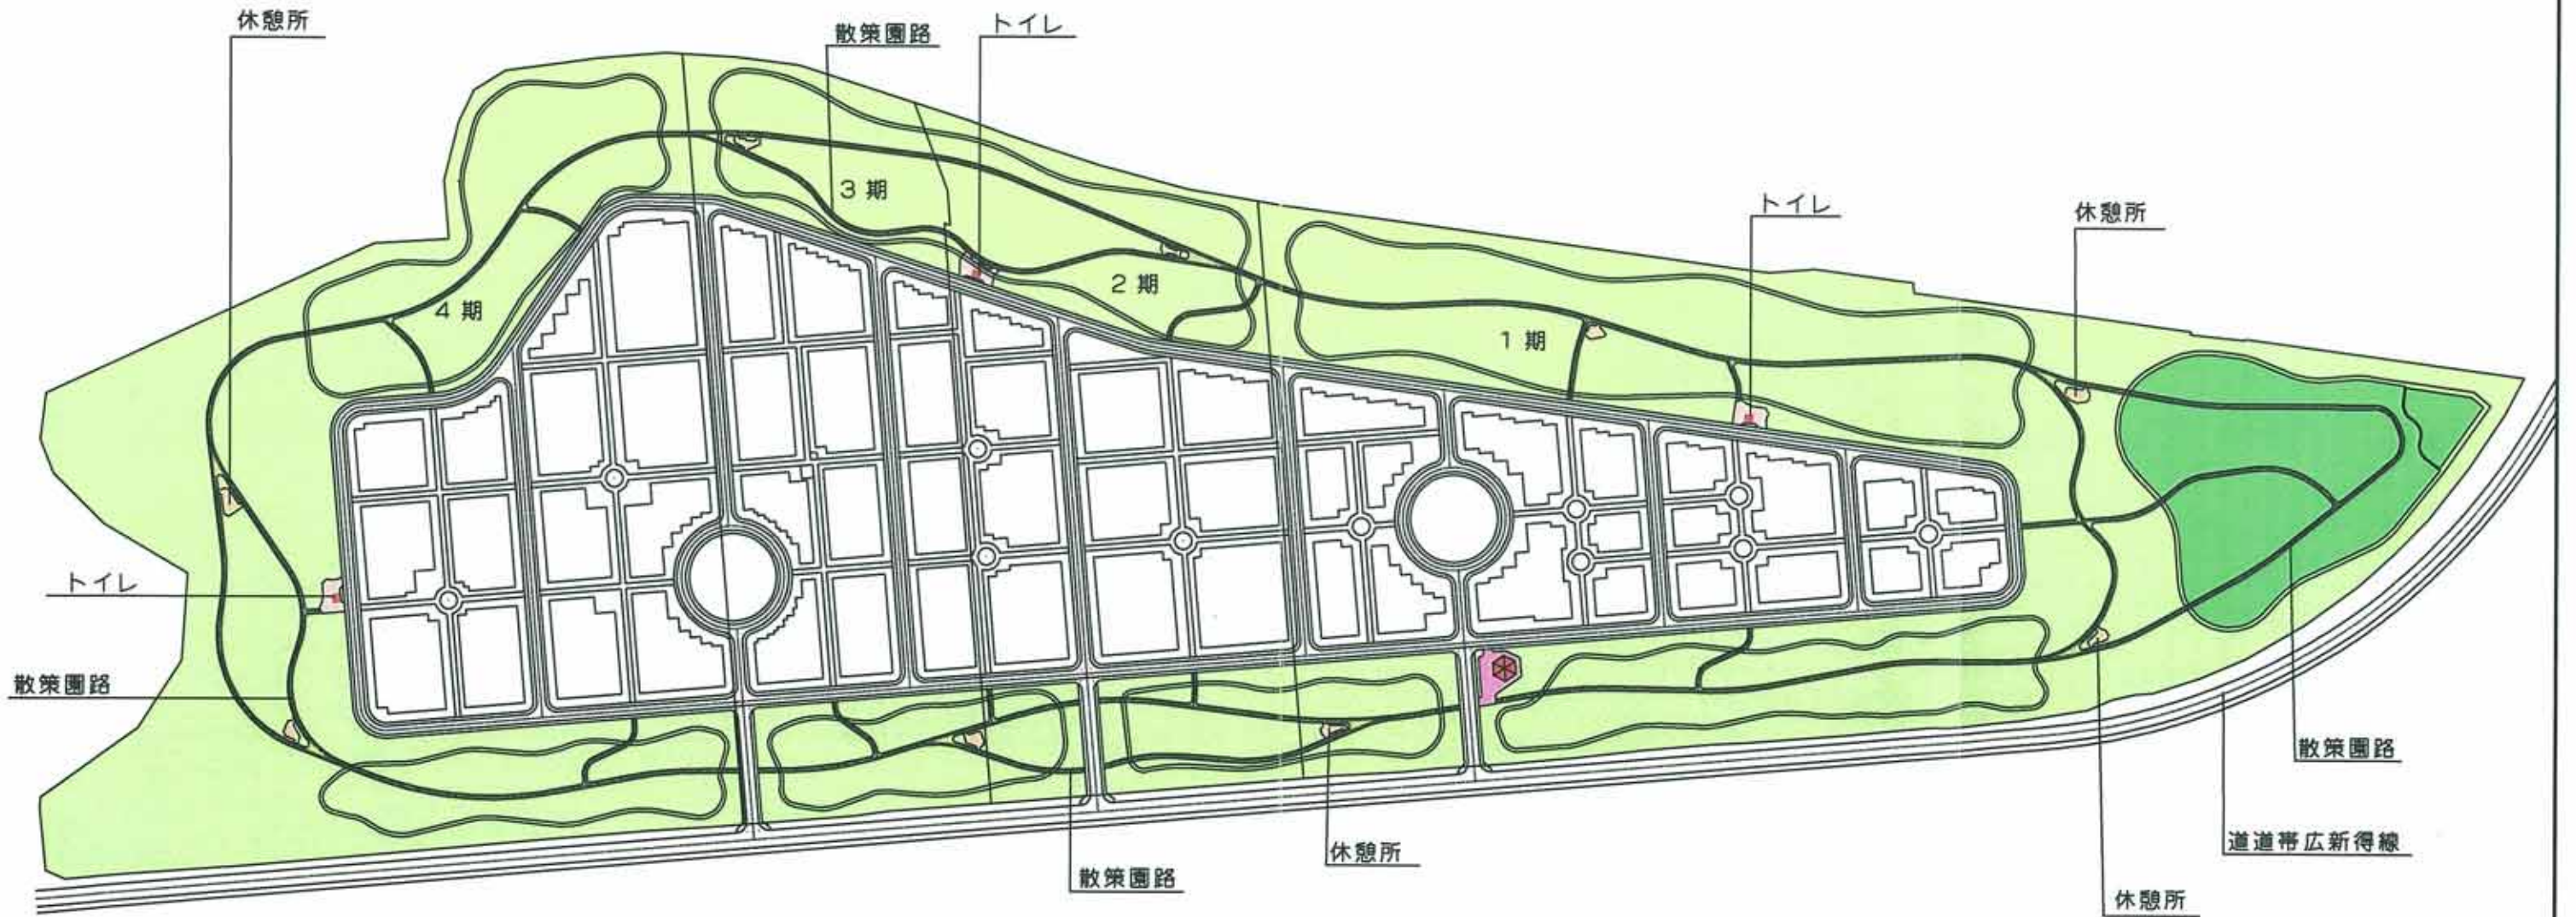 休憩所
散策園路
トイレ
トイレ
休憩所
3 期
2 期
4 期
1 期
トイレ
散策園路
散策園路
道道帯広新得線
休憩所
散策園路
休憩所